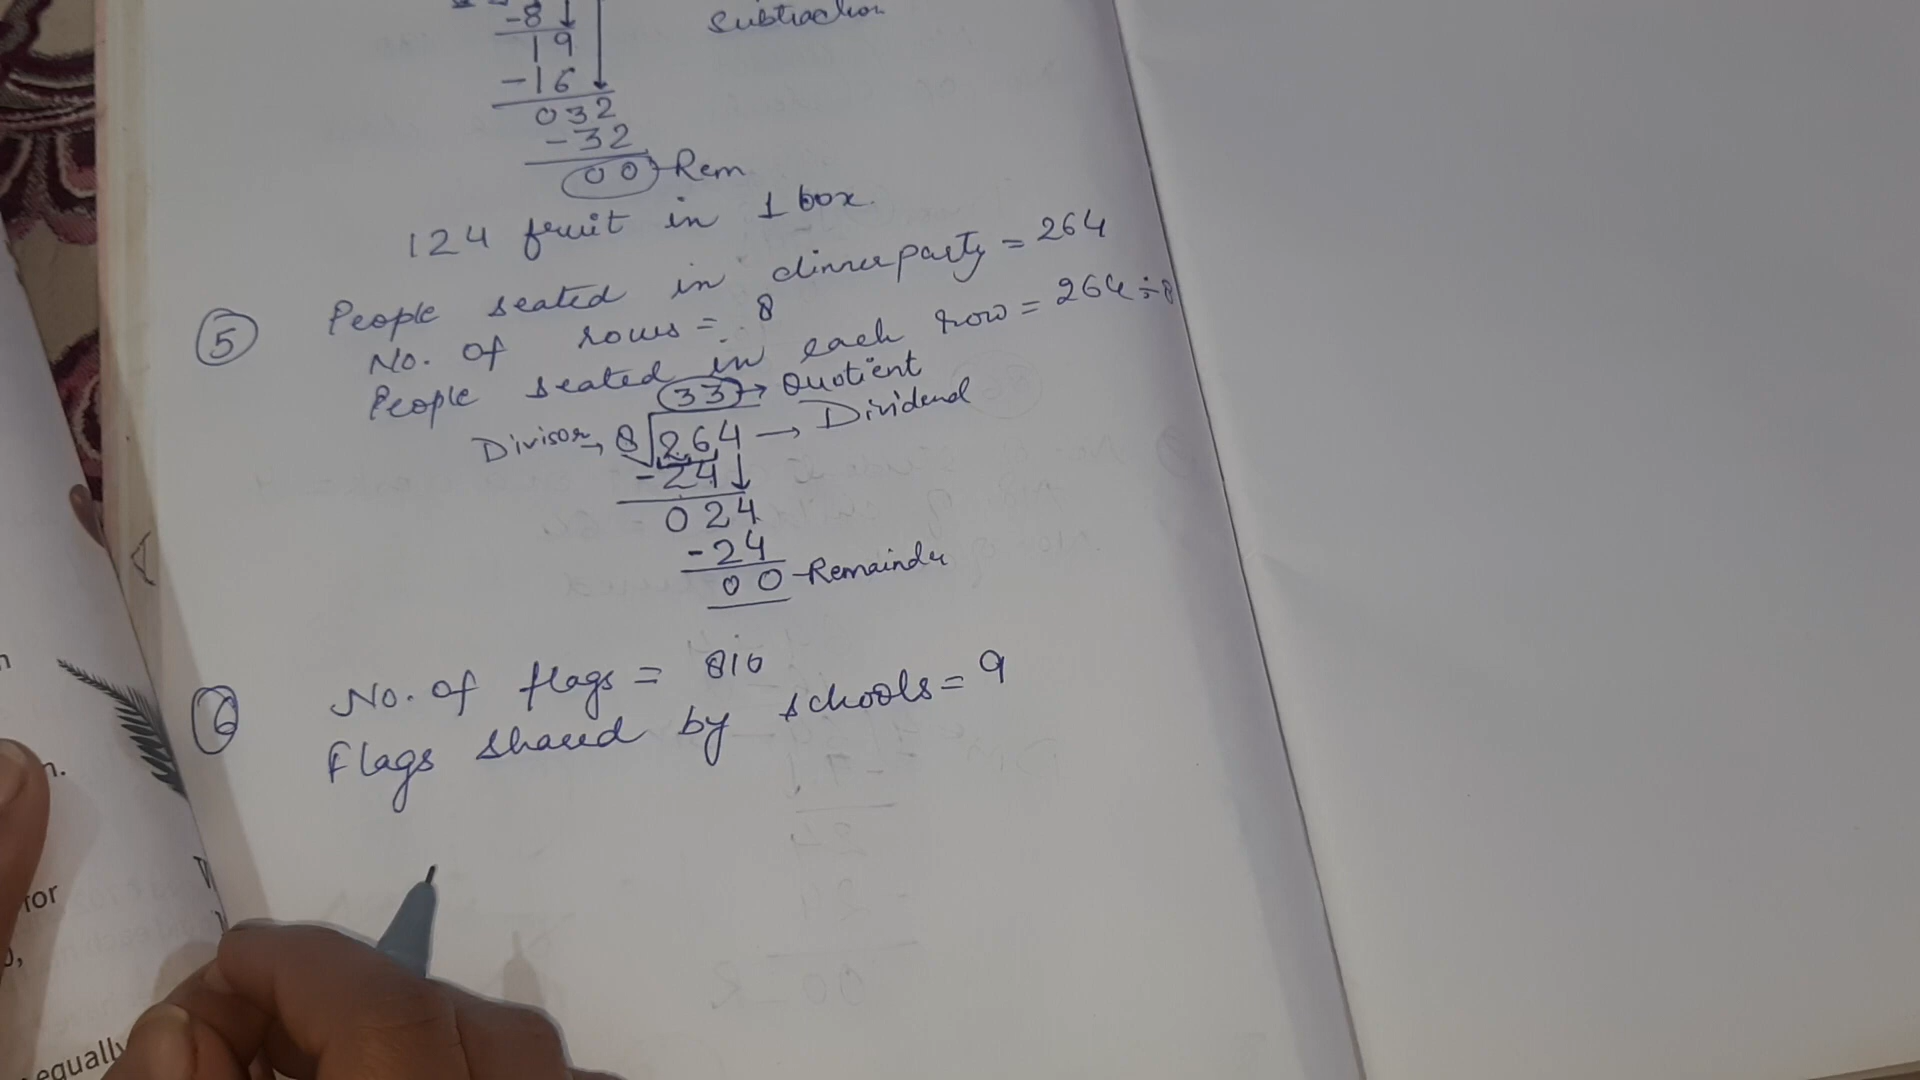 -8
Subtraction
19
-16
032
-32
00 Rem
124 fruit in 1 box.
5 People seated in dinner party = 264
No. of rows = 8
People seated in each row = 264÷8
33 → Quotient
Divisor → 8 264 → Dividend
-24
024
-24
00 Remainder
6 No. of flags = 810
Flags shared by schools = 9
for
equally